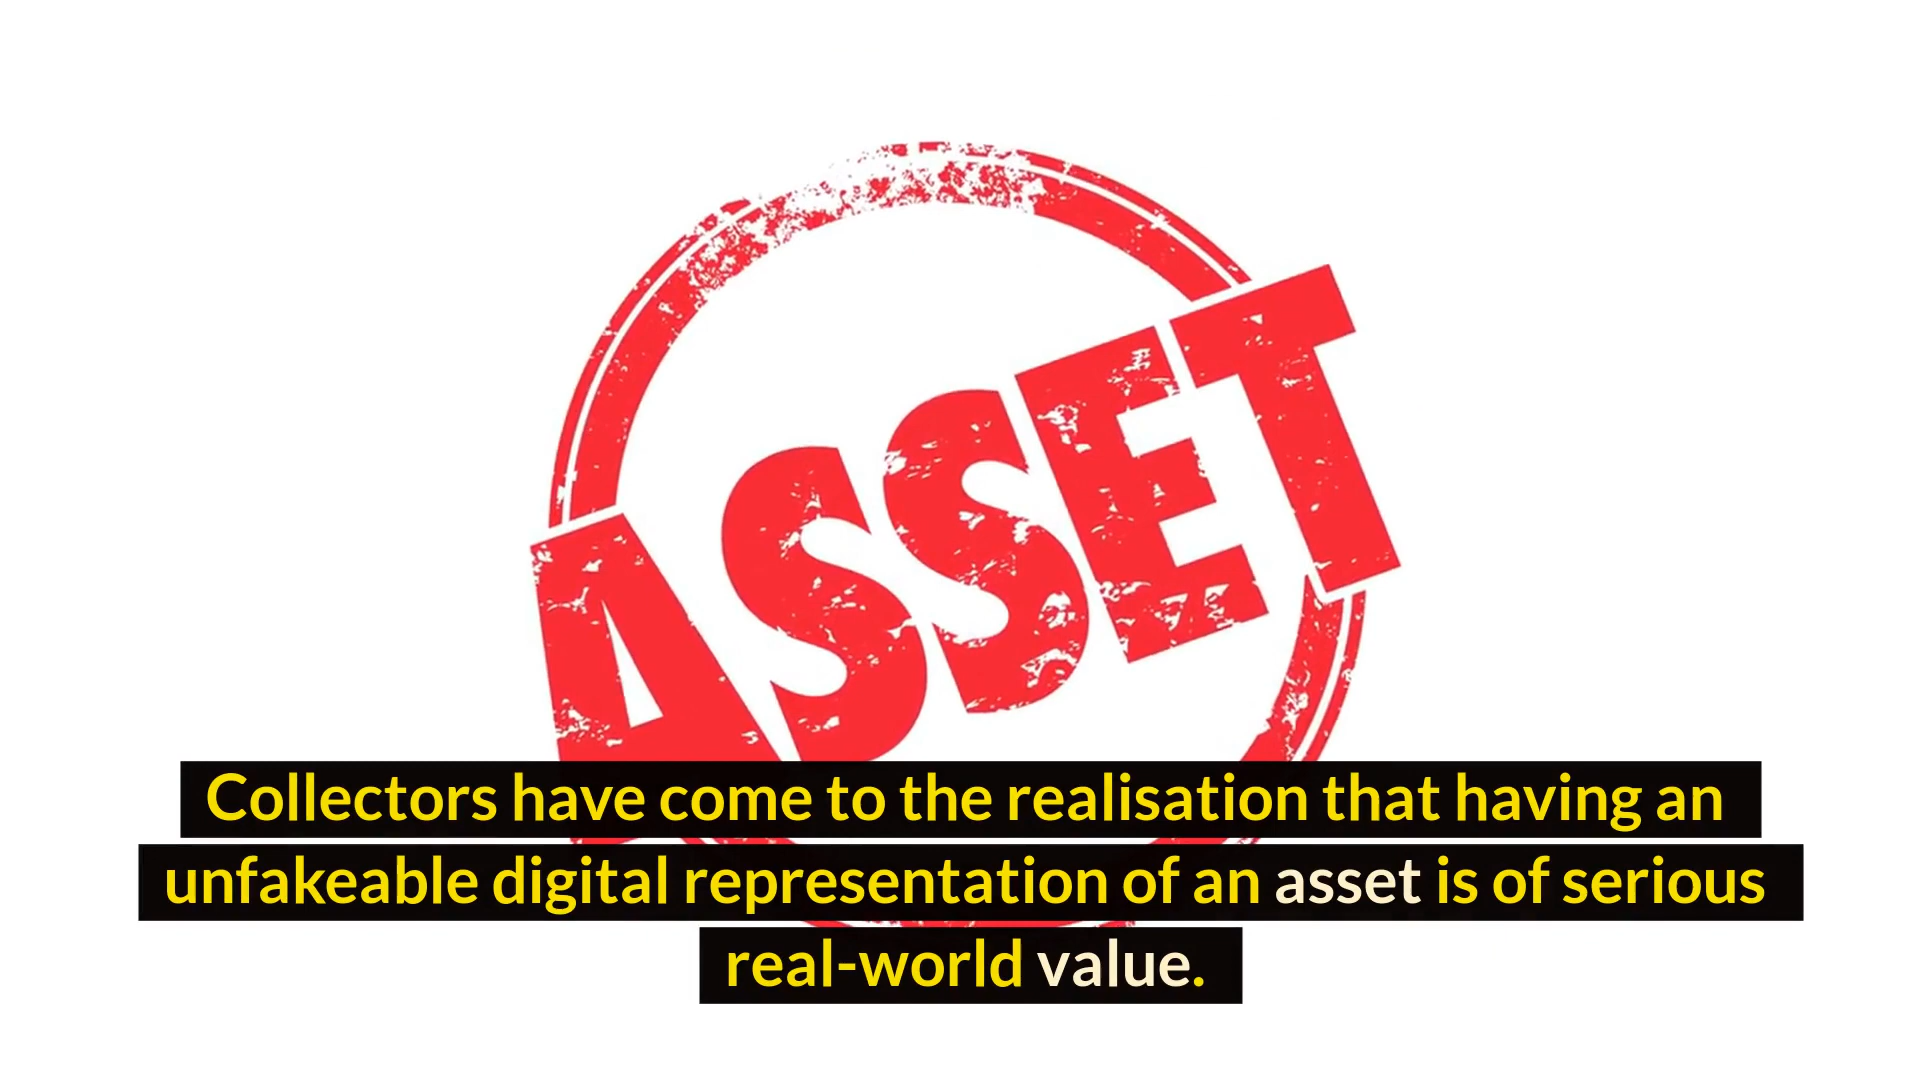 ASSET
Collectors have come to the realisation that having an
unfakeable digital representation of an asset is of serious
real-world value.